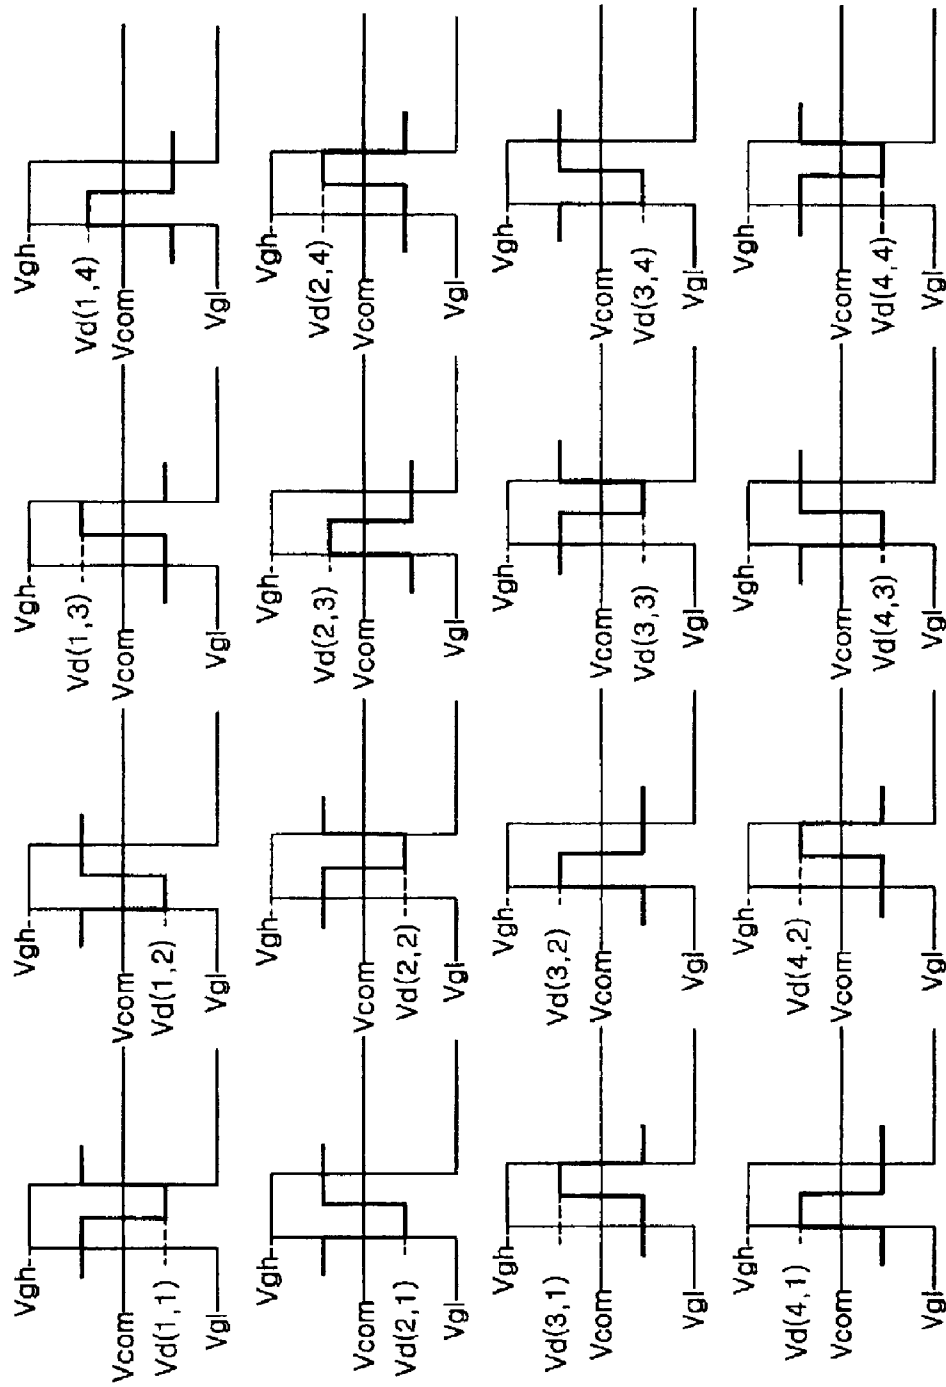 Vgh
Vcom
Vd(1,1)
Vgl
Vgh
Vcom
Vd(1,2)
Vgl
Vgh
Vd(1,3)
Vcom
Vgl
Vgh
Vd(1,4)
Vcom
Vgl
Vgh
Vcom
Vd(2,1)
Vgl
Vgh
Vcom
Vd(2,2)
Vgl
Vgh
Vd(2,3)
Vcom
Vgl
Vgh
Vd(2,4)
Vcom
Vgl
Vgh
Vd(3,1)
Vcom
Vgl
Vgh
Vd(3,2)
Vcom
Vgl
Vgh
Vcom
Vd(3,3)
Vgl
Vgh
Vcom
Vd(3,4)
Vgl
Vgh
Vd(4,1)
Vcom
Vgl
Vgh
Vd(4,2)
Vcom
Vgl
Vgh
Vcom
Vd(4,3)
Vgl
Vgh
Vcom
Vd(4,4)
Vgl